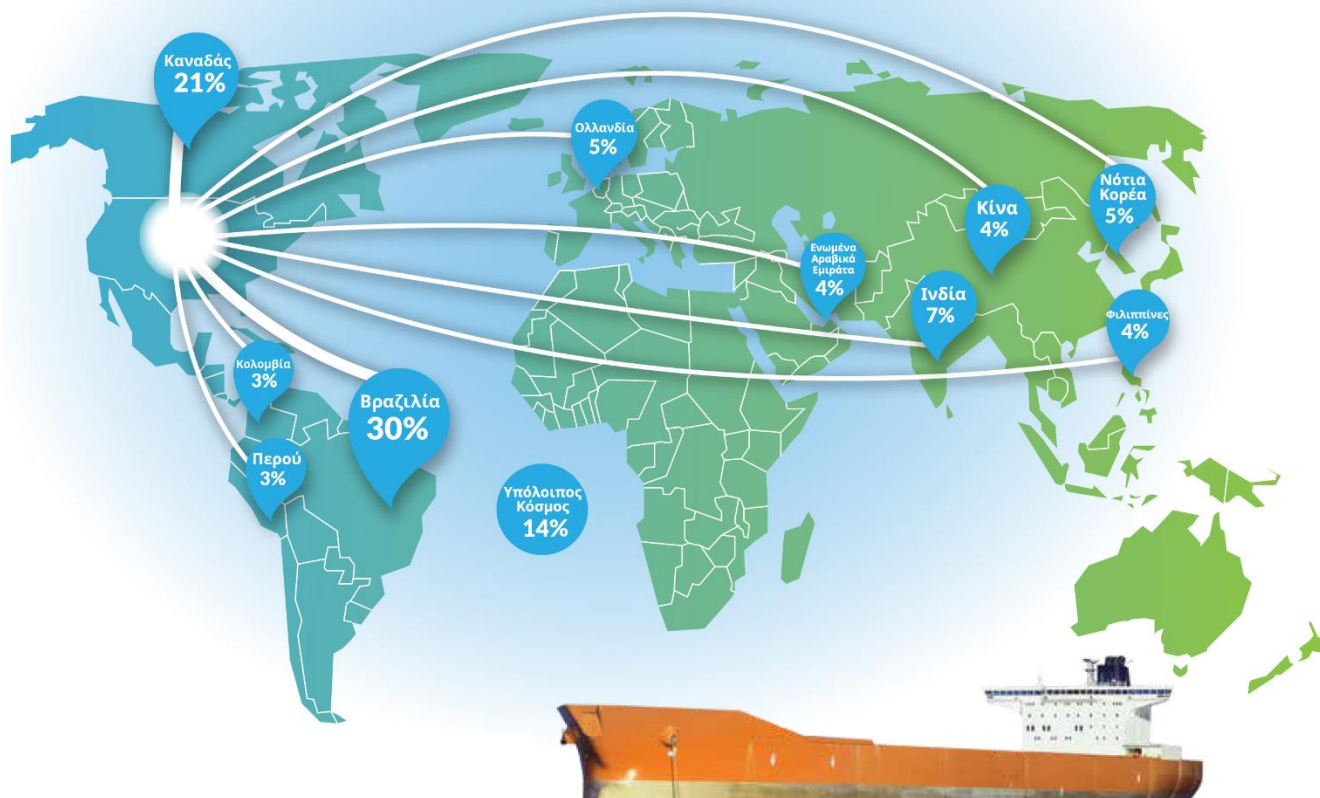 Καναδάς
21%
Ολλανδία
5%
Νότια
Κορέα
5%
Κίνα
4%
Ενωμένα
Αραβικά
Εμιράτα
4%
Ινδία
7%
Φιλιππίνες
4%
Κολομβία
3%
Βραζιλία
30%
Περού
3%
Υπόλοιπος
Κόσμος
14%